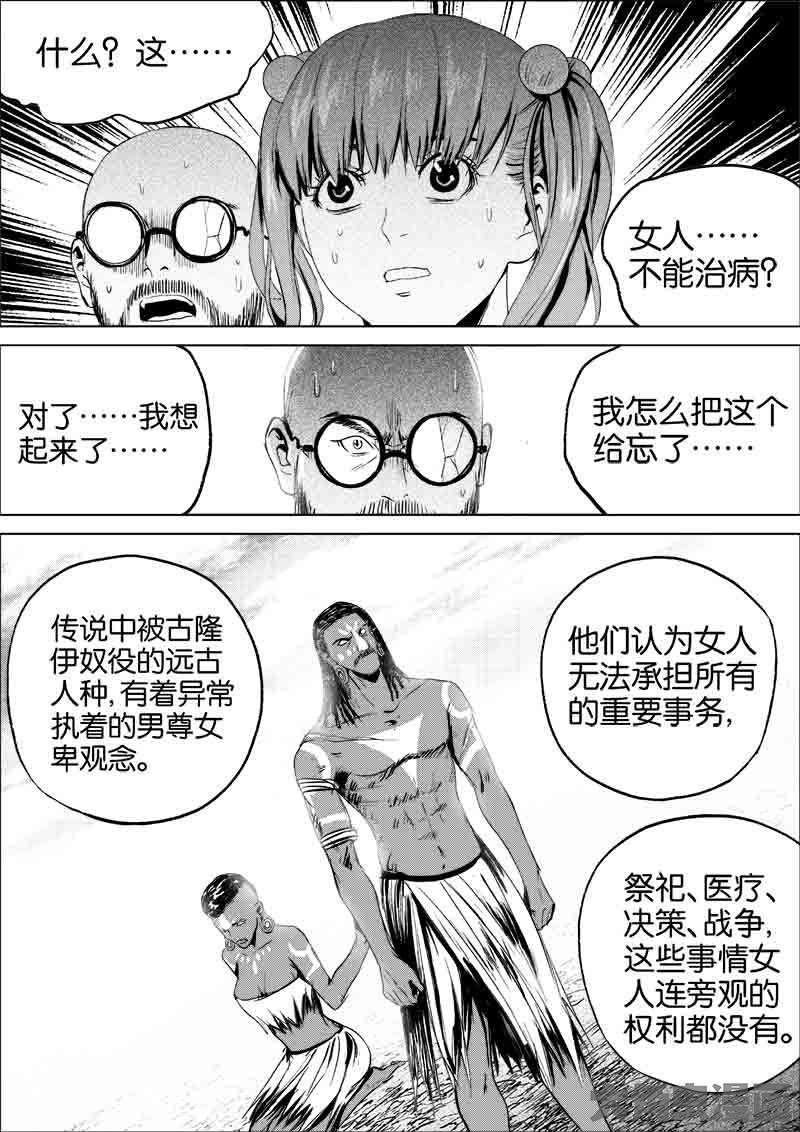 什么？这……
女人……
不能治病？
对了……我想
起来了……
我怎么把这个
给忘了……
传说中被古隆
伊奴役的远古
人种，有着异常
执着的男尊女
卑观念。
他们认为女人
无法承担所有
的重要事务，
祭祀、医疗、
决策、战争，
这些事情女
人连旁观的
权利都没有。